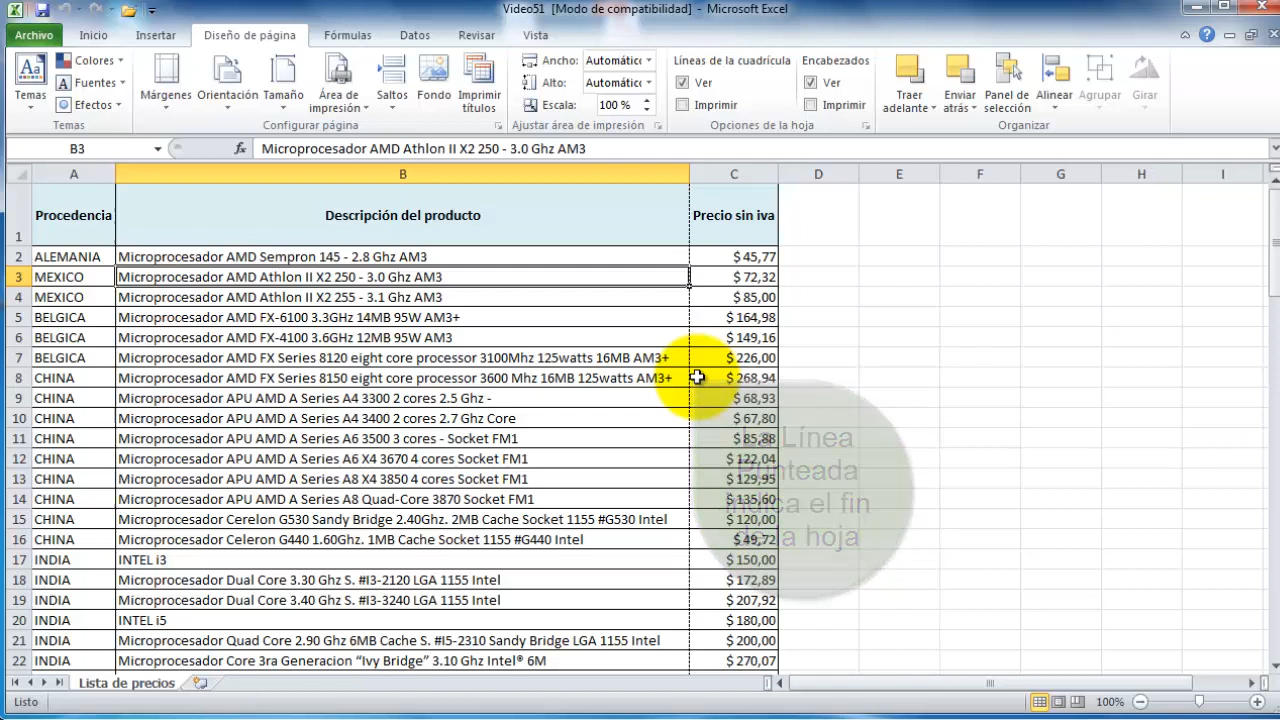 Video51 [Modo de compatibilidad] - Microsoft Excel
Archivo Inicio Insertar Diseño de página Fórmulas Datos Revisar Vista
Temas
Colores
Fuentes
Efectos
Temas
Márgenes
Orientación
Tamaño
Área de impresión
Saltos
Fondo
Imprimir títulos
Configurar página
Ancho: Automátic
Alto: Automátic
Escala: 100 %
Ajustar área de impresión
Líneas de la cuadrícula
Ver
Imprimir
Encabezados
Ver
Imprimir
Opciones de la hoja
Traer adelante
Enviar atrás
Panel de selección
Alinear
Agrupar
Girar
Organizar
B3 fx Microprocesador AMD Athlon II X2 250 - 3.0 Ghz AM3
A B C D E F G H I
1 Procedencia Descripción del producto Precio sin iva
2 ALEMANIA Microprocesador AMD Sempron 145 - 2.8 Ghz AM3 $ 45,77
3 MEXICO Microprocesador AMD Athlon II X2 250 - 3.0 Ghz AM3 $ 72,32
4 MEXICO Microprocesador AMD Athlon II X2 255 - 3.1 Ghz AM3 $ 85,00
5 BELGICA Microprocesador AMD FX-6100 3.3GHz 14MB 95W AM3+ $ 164,98
6 BELGICA Microprocesador AMD FX-4100 3.6GHz 12MB 95W AM3 $ 149,16
7 BELGICA Microprocesador AMD FX Series 8120 eight core processor 3100Mhz 125watts 16MB AM3+ $ 226,00
8 CHINA Microprocesador AMD FX Series 8150 eight core processor 3600 Mhz 16MB 125watts AM3+ $ 268,94
9 CHINA Microprocesador APU AMD A Series A4 3300 2 cores 2.5 Ghz - $ 68,93
10 CHINA Microprocesador APU AMD A Series A4 3400 2 cores 2.7 Ghz Core $ 67,80
11 CHINA Microprocesador APU AMD A Series A6 3500 3 cores - Socket FM1 $ 85,88
12 CHINA Microprocesador APU AMD A Series A6 X4 3670 4 cores Socket FM1 $ 122,04
13 CHINA Microprocesador APU AMD A Series A8 X4 3850 4 cores Socket FM1 $ 129,95
14 CHINA Microprocesador APU AMD A Series A8 Quad-Core 3870 Socket FM1 $ 135,60
15 CHINA Microprocesador Cerelon G530 Sandy Bridge 2.40Ghz. 2MB Cache Socket 1155 #G530 Intel $ 120,00
16 CHINA Microprocesador Celeron G440 1.60Ghz. 1MB Cache Socket 1155 #G440 Intel $ 49,72
17 INDIA INTEL i3 $ 150,00
18 INDIA Microprocesador Dual Core 3.30 Ghz S. #I3-2120 LGA 1155 Intel $ 172,89
19 INDIA Microprocesador Dual Core 3.40 Ghz S. #I3-3240 LGA 1155 Intel $ 207,92
20 INDIA INTEL i5 $ 180,00
21 INDIA Microprocesador Quad Core 2.90 Ghz 6MB Cache S. #I5-2310 Sandy Bridge LGA 1155 Intel $ 200,00
22 INDIA Microprocesador Core 3ra Generacion “Ivy Bridge” 3.10 Ghz Intel® 6M $ 270,07
La Línea
Punteada
indica el fin
de la hoja
Lista de precios
Listo 100%